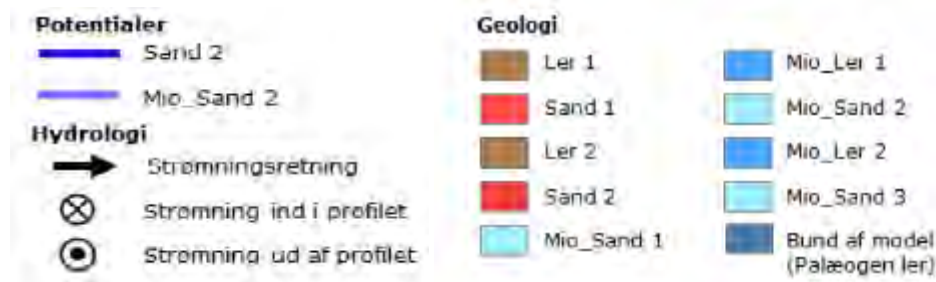 Potentialer
Sand 2
Mio_Sand 2
Hydrologi
Strømningsretning
Strømning ind i profilet
Strømning ud af profilet
Geologi
Ler 1
Sand 1
Ler 2
Sand 2
Mio_Sand 1
Mio_Ler 1
Mio_Sand 2
Mio_Ler 2
Mio_Sand 3
Bund af model
(Palæogen ler)